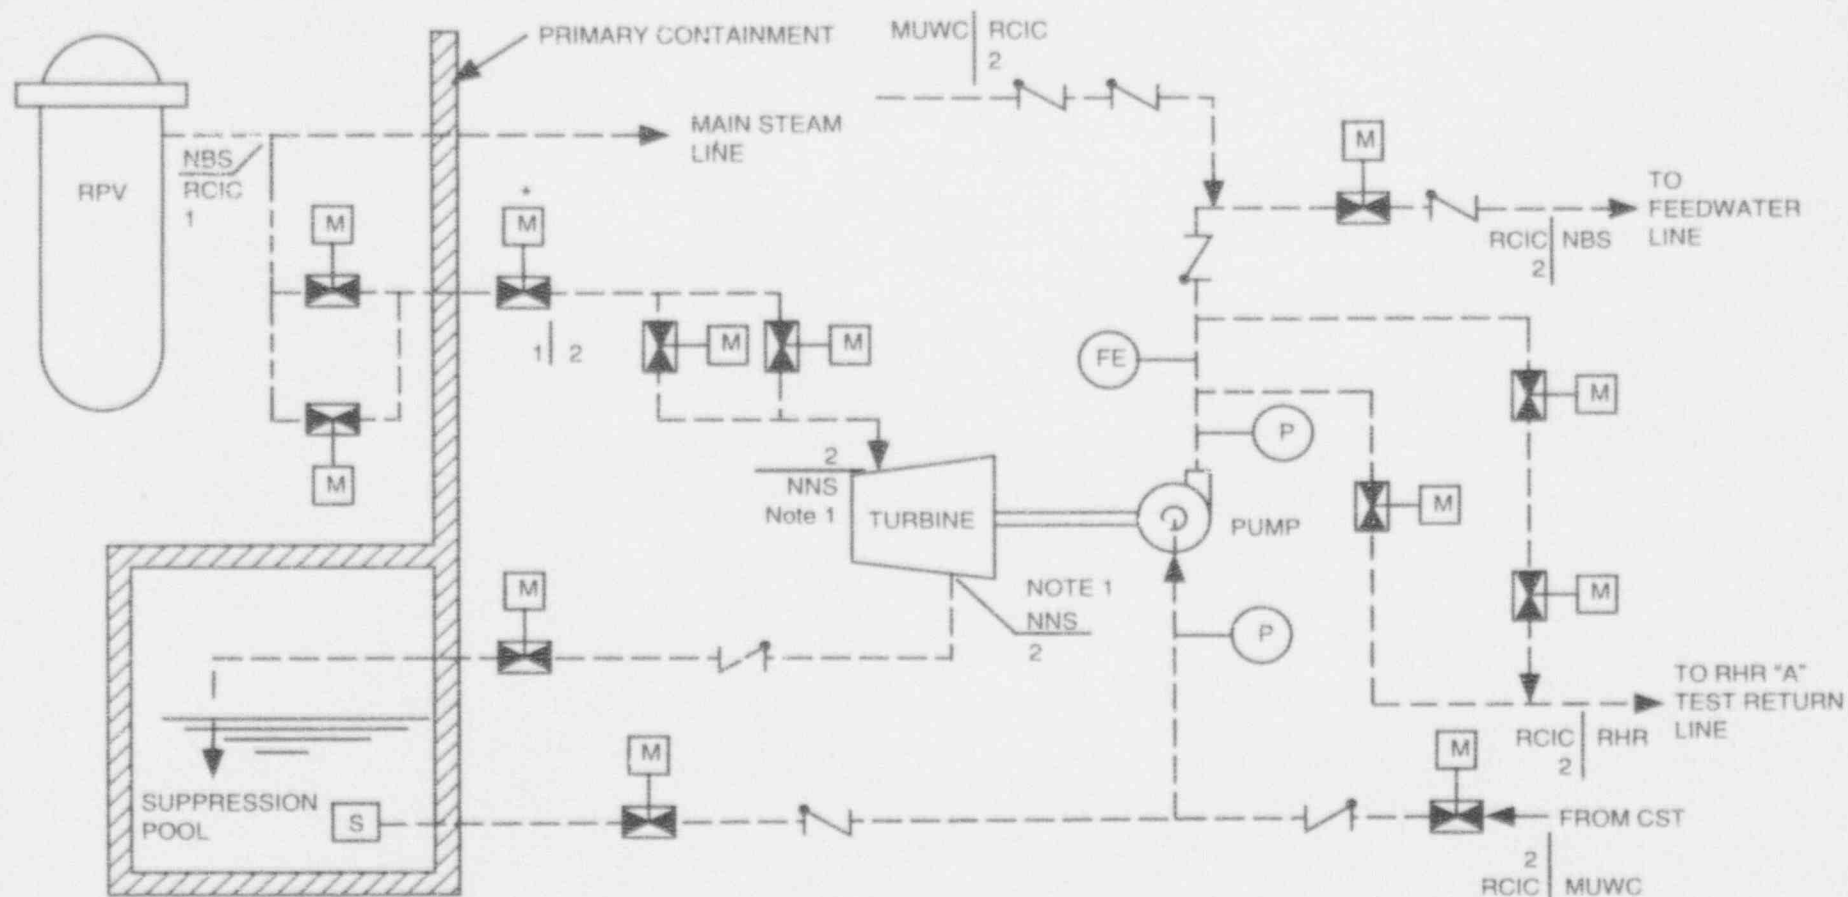 PRIMARY CONTAINMENT
MUWC RCIC
2
MAIN STEAM
LINE
NBS
RCIC
1
RPV
M
*
M
M
TO
FEEDWATER
LINE
RCIC NBS
2
1 2
M
M
FE
M
M
P
2
NNS
Note 1
TURBINE
PUMP
M
M
NOTE 1
NNS
2
M
P
TO RHR "A"
TEST RETURN
LINE
RCIC RHR
2
M
M
SUPPRESSION
POOL
S
FROM CST
2
RCIC MUWC